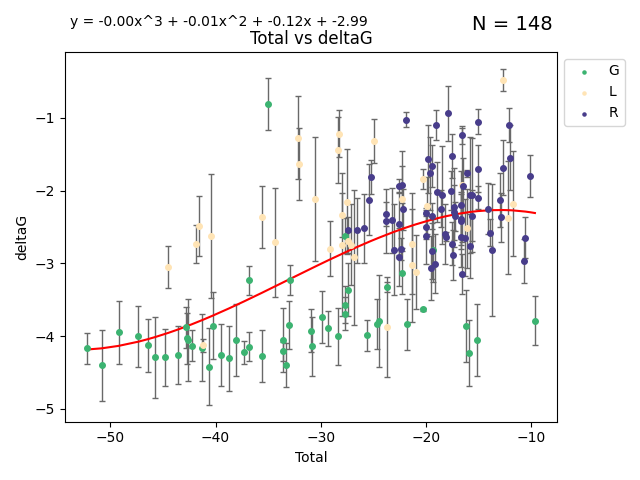 y = -0.00x^3 + -0.01x^2 + -0.12x + -2.99
N = 148
Total vs deltaG
G
L
R
deltaG
−1
−2
−3
−4
−5
−50
−40
−30
−20
−10
Total